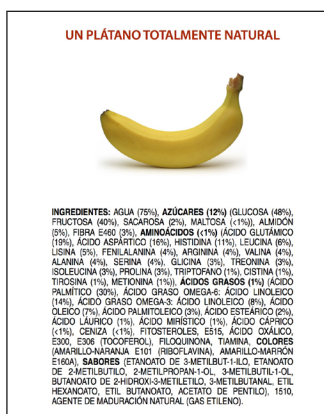 UN PLÁTANO TOTALMENTE NATURAL
INGREDIENTES: AGUA (75%), AZÚCARES (12%) (GLUCOSA (48%),
FRUCTOSA (40%), SACAROSA (2%), MALTOSA (<1%)), ALMIDÓN
(5%), FIBRA E460 (3%), AMINOÁCIDOS (<1%) (ÁCIDO GLUTÁMICO
(19%), ÁCIDO ASPÁRTICO (16%), HISTIDINA (11%), LEUCINA (6%),
LISINA (5%), FENILALANINA (4%), ARGININA (4%), VALINA (4%),
ALANINA (4%), SERINA (4%), GLICINA (3%), TREONINA (3%),
ISOLEUCINA (3%), PROLINA (3%), TRIPTOFANO (1%), CISTINA (1%),
TIROSINA (1%), METIONINA (1%)), ÁCIDOS GRASOS (1%) (ÁCIDO
PALMÍTICO (30%), ÁCIDO GRASO OMEGA-6: ÁCIDO LINOLEICO
(14%), ÁCIDO GRASO OMEGA-3: ÁCIDO LINOLEICO (8%), ÁCIDO
OLEICO (7%), ÁCIDO PALMITOLEICO (3%), ÁCIDO ESTEÁRICO (2%),
ÁCIDO LÁURICO (1%), ÁCIDO MIRÍSTICO (1%), ÁCIDO CÁPRICO
(<1%), CENIZA (<1%), FITOSTEROLES, E515, ÁCIDO OXÁLICO,
E300, E306 (TOCOFEROL), FILOQUINONA, TIAMINA, COLORES
(AMARILLO-NARANJA E101 (RIBOFLAVINA), AMARILLO-MARRÓN
E160A), SABORES (ETANOATO DE 3-METILBUT-1-ILO, ETANOATO
DE 2-METILBUTILO, 2-METILPROPAN-1-OL, 3-METILBUTIL-1-OL,
BUTANOATO DE 2-HIDROXI-3-METILETILO, 3-METILBUTANAL, ETIL
HEXANOATO, ETIL BUTANOATO, ACETATO DE PENTILO), 1510,
AGENTE DE MADURACIÓN NATURAL (GAS ETILENO).